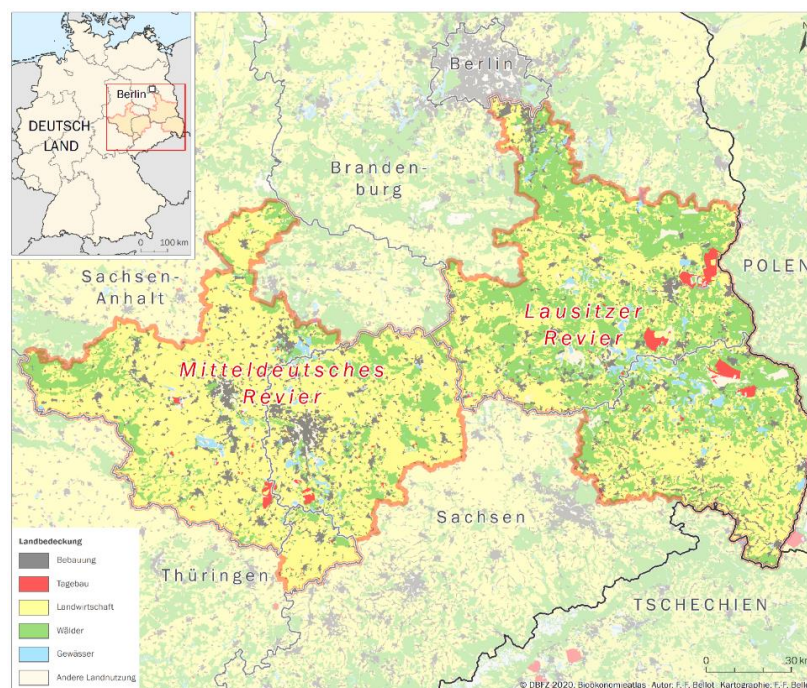 Berlin
DEUTSCH
LAND
0 100 km
Berlin
Branden-
burg
Sachsen-
Anhalt
POLEN
Lausitzer
Revier
Mitteldeutsches
Revier
Sachsen
Thüringen
TSCHECHIEN
Landbedeckung
Bebauung
Tagebau
Landwirtschaft
Wälder
Gewässer
Andere Landnutzung
0 30 km
© DBFZ 2020, Bioökonomieatlas · Autor: F.-F. Bellot · Kartographie: F.-F. Bell